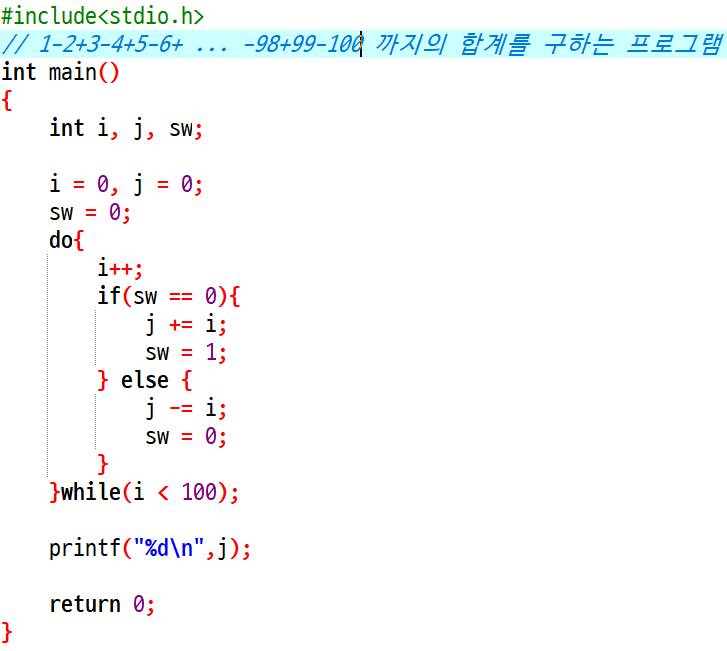 #include<stdio.h>
// 1-2+3-4+5-6+ ... -98+99-100 까지의 합계를 구하는 프로그램
int main()
{
    int i, j, sw;

    i = 0, j = 0;
    sw = 0;
    do{
        i++;
        if(sw == 0){
            j += i;
            sw = 1;
        } else {
            j -= i;
            sw = 0;
        }
    }while(i < 100);

    printf("%d\n",j);

    return 0;
}